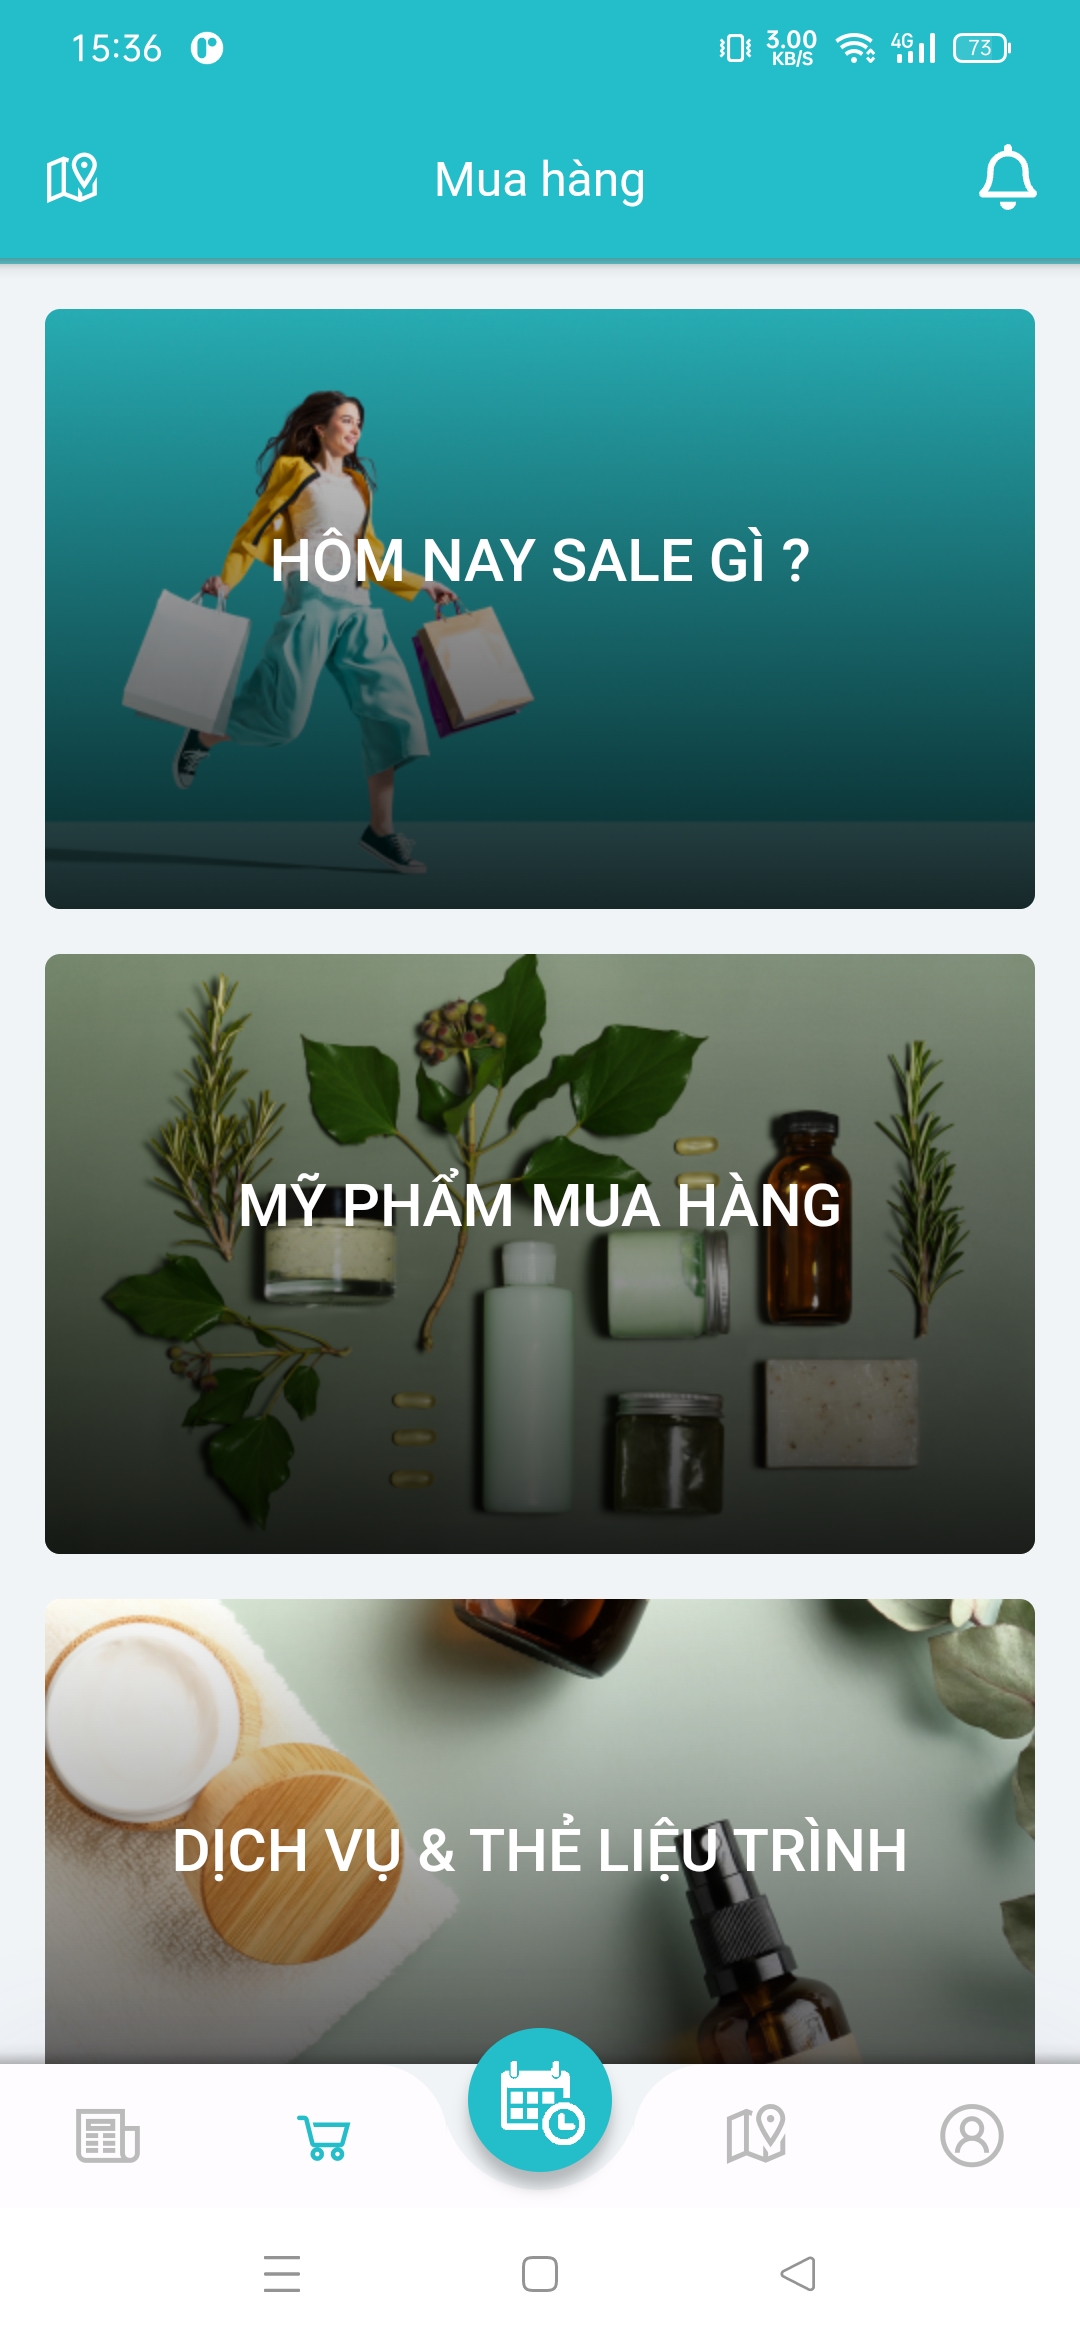 15:36
3.00
KB/S
4G
73
Mua hàng
HÔM NAY SALE GÌ ?
MỸ PHẨM MUA HÀNG
DỊCH VỤ & THẺ LIỆU TRÌNH